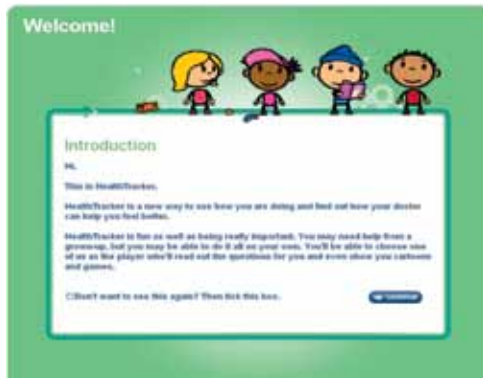 Welcome!
Introduction
Hi,
This is HealthTracker.
HealthTracker is a new way to see how you are doing and find out how your doctor
can help you feel better.
HealthTracker is fun as well as being really important. You may need help from a
grown-up, but you may be able to do it all on your own. You'll be able to choose one
of us as the player who'll read out the questions for you and even show you cartoons
and games.
Don't want to see this again? Then tick this box.